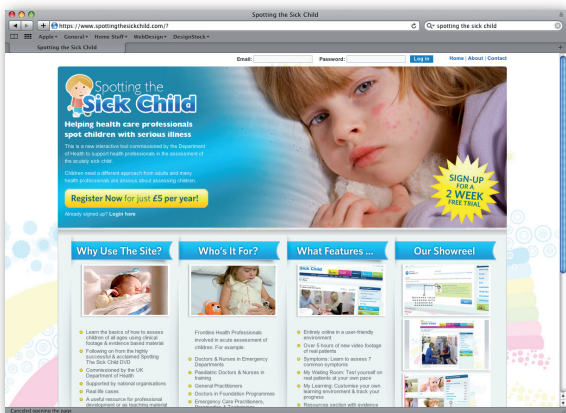 Spotting the Sick Child
https://www.spottingthesickchild.com/?
spotting the sick child
Apple General Home Stuff WebDesign DesignStock
Spotting the Sick Child
Email: Password: Log in Home | About | Contact
Spotting the
Sick Child
Helping health care professionals
spot children with serious illness
This is a new interactive tool commissioned by the Department
of Health to support health professionals in the assessment of
the acutely sick child.
Children need a different approach from adults and many
health professionals are anxious about assessing children.
Register Now for just £5 per year!
Already signed up? Login here
SIGN-UP
FOR A
2 WEEK
FREE TRIAL
Why Use The Site?
Learn the basics of how to assess
children of all ages using clinical
footage & evidence based material
Following on from the highly
successful & acclaimed Spotting
The Sick Child DVD
Commissioned by the UK
Department of Health
Supported by national organisations
Real life cases
A useful resource for professional
development or as teaching material
Who's It For?
Frontline Health Professionals
involved in acute assessment of
children. For example.
Doctors & Nurses in Emergency
Departments
Paediatric Doctors & Nurses in
training
General Practitioners
Doctors in Foundation Programmes
Emergency Care Practitioners,
What Features ...
Sick Child
Entirely online in a user-friendly
environment
Over 5 hours of new video footage
of real patients
Symptoms: Learn to assess 7
common symptoms
My Waiting Room: Test yourself on
real patients at your own pace
My Learning: Customise your own
learning environment & track your
progress
Resources section with evidence
Our Showreel
Canceled opening the page